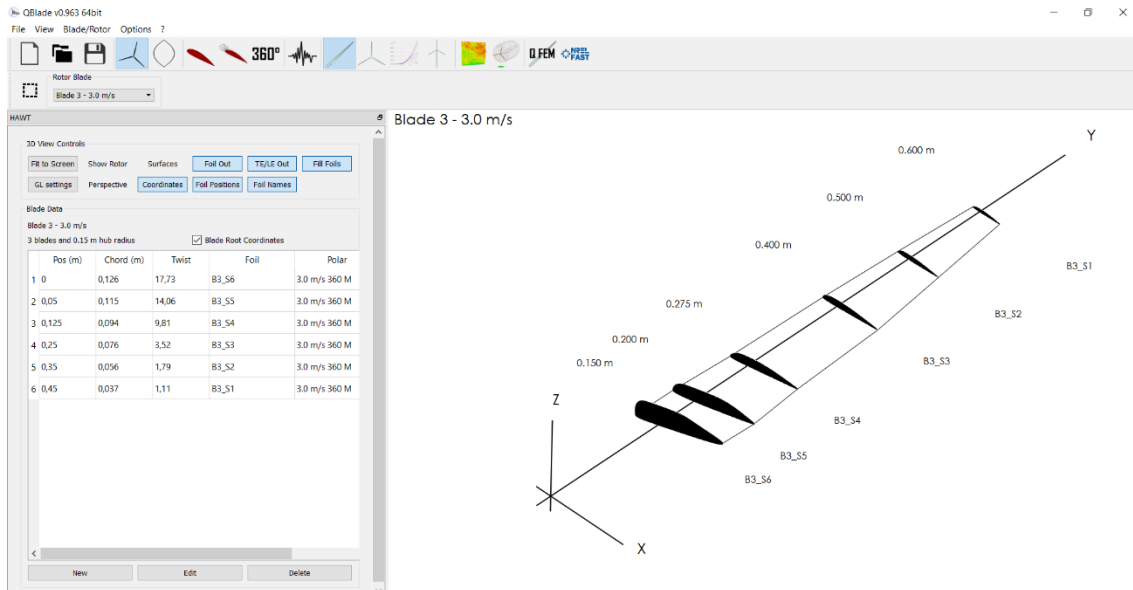 QBlade v0.963 64bit
File View Blade/Rotor Options ?
360° Q FEM NREL FAST
Rotor Blade
Blade 3 - 3.0 m/s
HAWT
3D View Controls
Fit to Screen Show Rotor Surfaces Foil Out TE/LE Out Fill Foils
GL settings Perspective Coordinates Foil Positions Foil Names
Blade Data
Blade 3 - 3.0 m/s
3 blades and 0.15 m hub radius Blade Root Coordinates
Pos (m) Chord (m) Twist Foil Polar
1 0 0,126 17,73 B3_S6 3.0 m/s 360 M
2 0,05 0,115 14,06 B3_S5 3.0 m/s 360 M
3 0,125 0,094 9,81 B3_S4 3.0 m/s 360 M
4 0,25 0,076 3,52 B3_S3 3.0 m/s 360 M
5 0,35 0,056 1,79 B3_S2 3.0 m/s 360 M
6 0,45 0,037 1,11 B3_S1 3.0 m/s 360 M
New Edit Delete
Blade 3 - 3.0 m/s
Y
0.600 m
0.500 m
0.400 m
B3_S1
0.275 m
B3_S2
0.200 m
0.150 m
B3_S3
Z
B3_S4
B3_S5
B3_S6
X